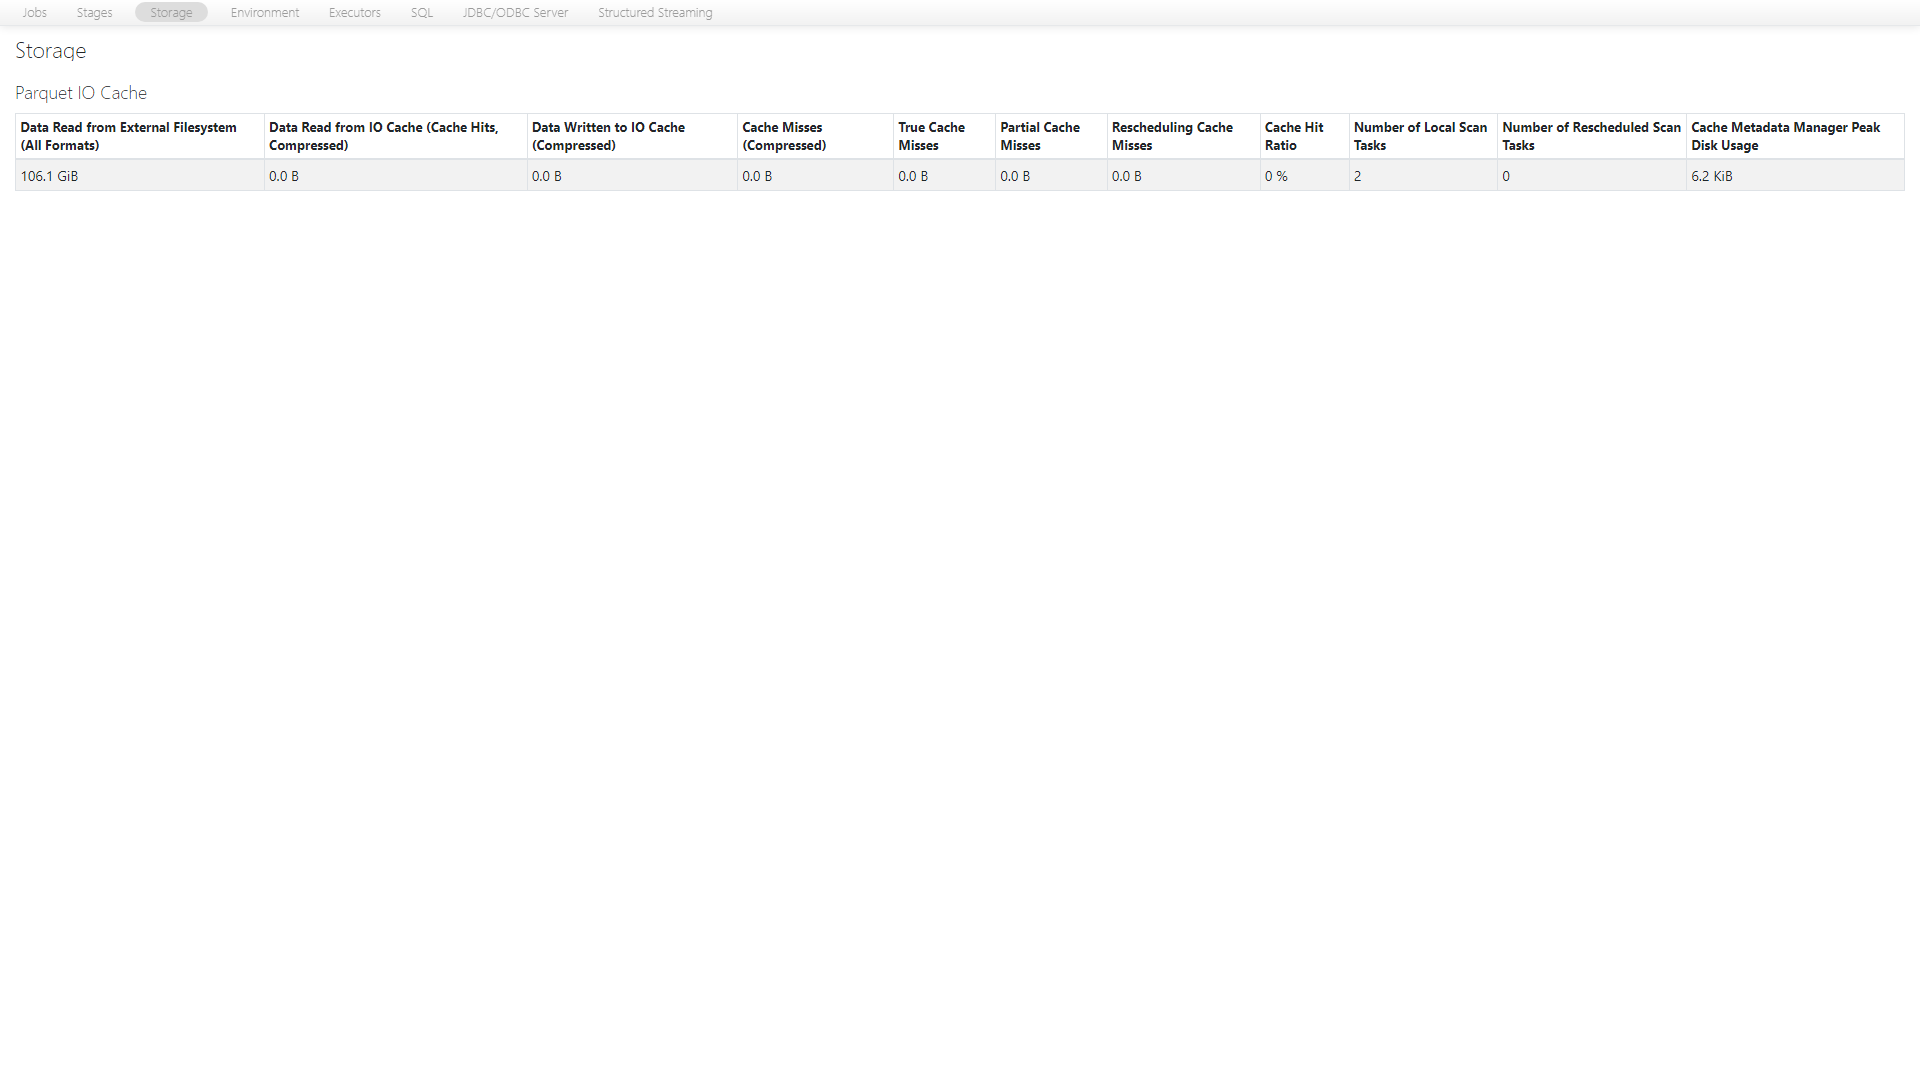 Jobs Stages Storage Environment Executors SQL JDBC/ODBC Server Structured Streaming
Storage
Parquet IO Cache
Data Read from External Filesystem (All Formats)
Data Read from IO Cache (Cache Hits, Compressed)
Data Written to IO Cache (Compressed)
Cache Misses (Compressed)
True Cache Misses
Partial Cache Misses
Rescheduling Cache Misses
Cache Hit Ratio
Number of Local Scan Tasks
Number of Rescheduled Scan Tasks
Cache Metadata Manager Peak Disk Usage
106.1 GiB 0.0 B 0.0 B 0.0 B 0.0 B 0.0 B 0.0 B 0 % 2 0 6.2 KiB